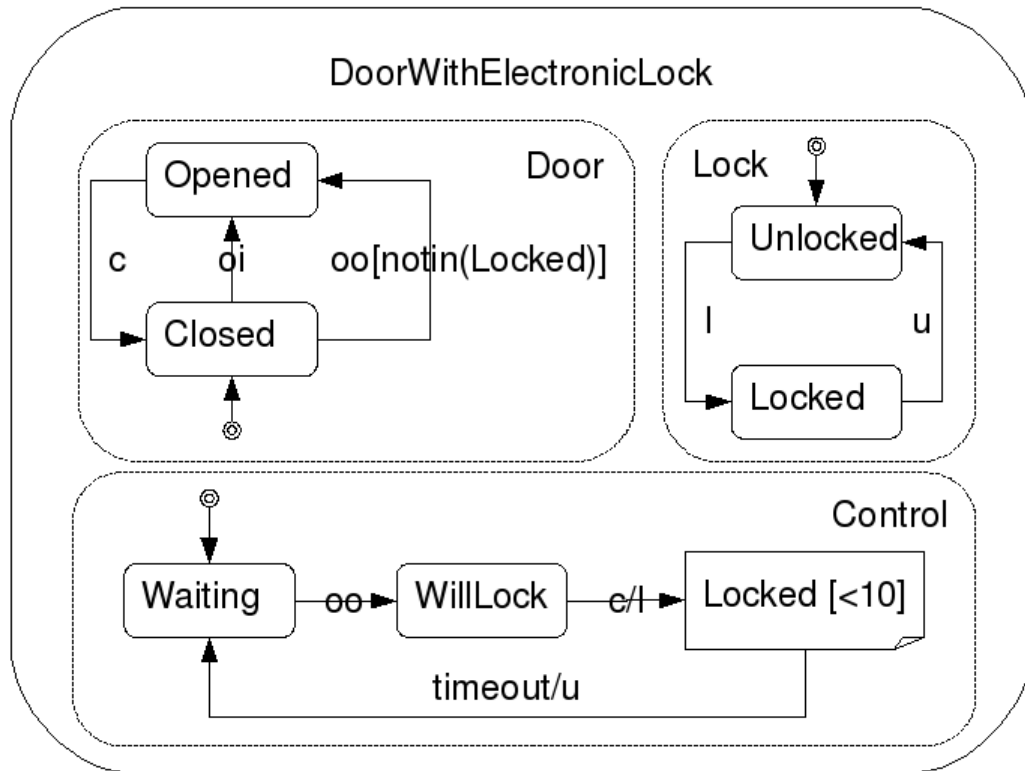 DoorWithElectronicLock
Door
Opened
c
oi
oo[notin(Locked)]
Closed
Lock
Unlocked
l
u
Locked
Control
Waiting
oo
WillLock
c/l
Locked [<10]
timeout/u